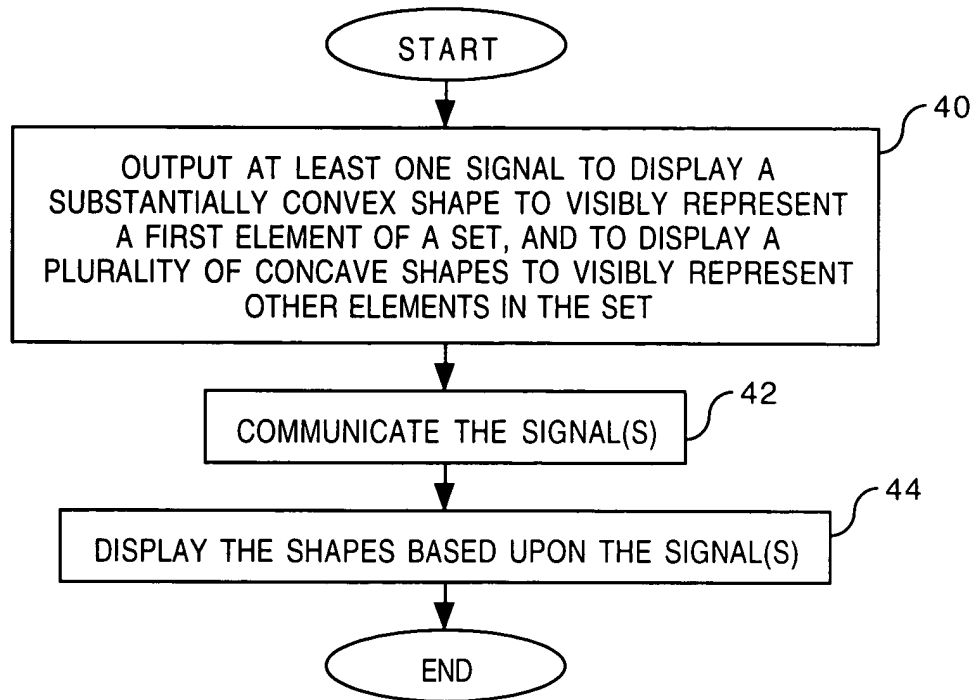 START
40
OUTPUT AT LEAST ONE SIGNAL TO DISPLAY A
SUBSTANTIALLY CONVEX SHAPE TO VISIBLY REPRESENT
A FIRST ELEMENT OF A SET, AND TO DISPLAY A
PLURALITY OF CONCAVE SHAPES TO VISIBLY REPRESENT
OTHER ELEMENTS IN THE SET
42
COMMUNICATE THE SIGNAL(S)
44
DISPLAY THE SHAPES BASED UPON THE SIGNAL(S)
END